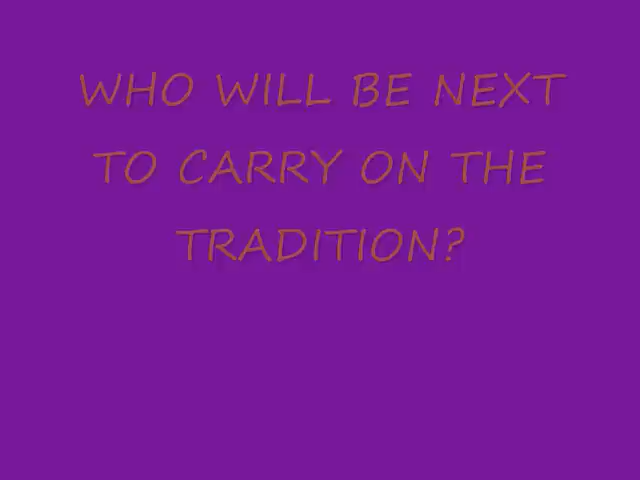 WHO WILL BE NEXT
TO CARRY ON THE
TRADITION?